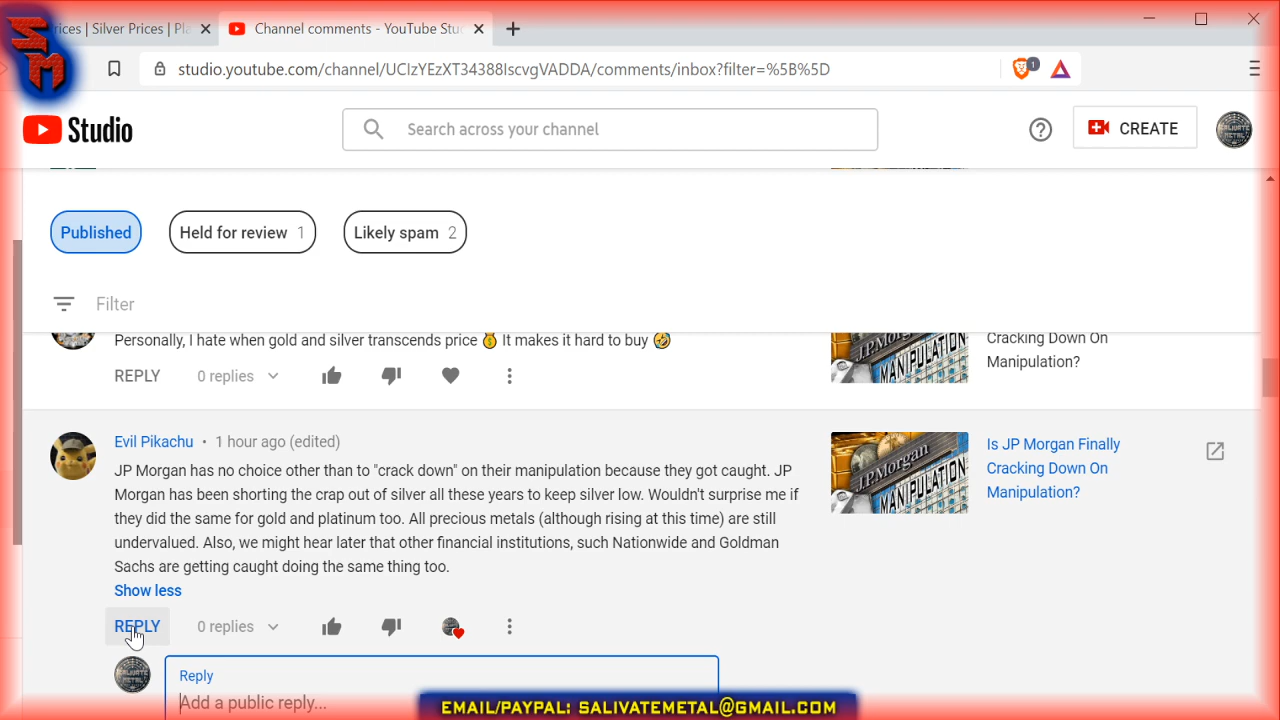 SM
rices | Silver Prices | Pla
Channel comments - YouTube Stu
studio.youtube.com/channel/UCIzYEzXT34388IscvgVADDA/comments/inbox?filter=%5B%5D
1
Studio
Search across your channel
CREATE
Published
Held for review 1
Likely spam 2
Filter
Personally, I hate when gold and silver transcends price 💰 It makes it hard to buy 🤣
Cracking Down On
Manipulation?
J.P.Morgan
MANIPULATION
REPLY
0 replies
Evil Pikachu • 1 hour ago (edited)
JP Morgan has no choice other than to "crack down" on their manipulation because they got caught. JP
Morgan has been shorting the crap out of silver all these years to keep silver low. Wouldn't surprise me if
they did the same for gold and platinum too. All precious metals (although rising at this time) are still
undervalued. Also, we might hear later that other financial institutions, such Nationwide and Goldman
Sachs are getting caught doing the same thing too.
Show less
J.P.Morgan
MANIPULATION
Is JP Morgan Finally
Cracking Down On
Manipulation?
REPLY
0 replies
Reply
Add a public reply...
EMAIL/PAYPAL: SALIVATEMETAL@GMAIL.COM